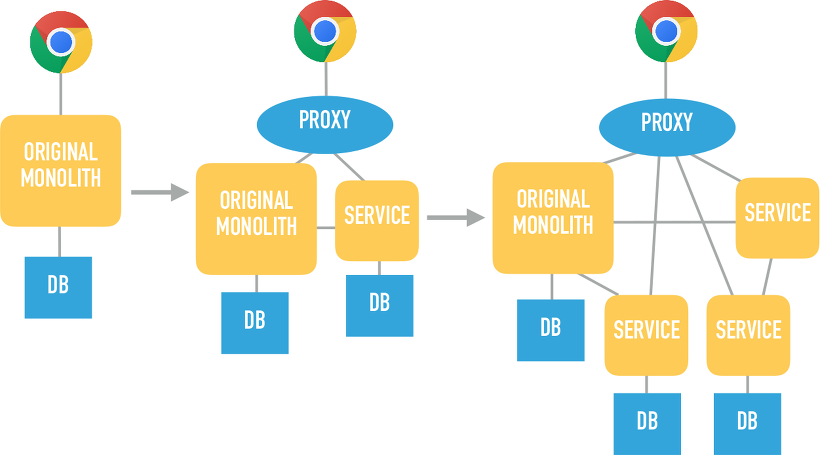 ORIGINAL
MONOLITH
DB
PROXY
ORIGINAL
MONOLITH
SERVICE
DB
DB
PROXY
ORIGINAL
MONOLITH
SERVICE
DB
SERVICE
SERVICE
DB
DB